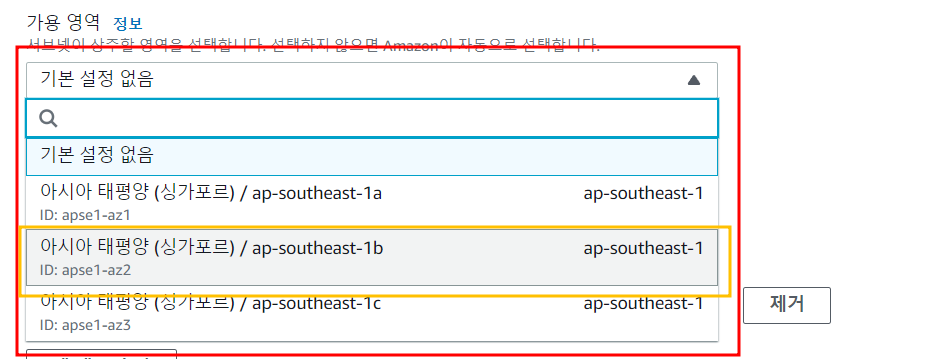 가용 영역 정보
서브넷이 상주할 영역을 선택합니다. 선택하지 않으면 Amazon이 자동으로 선택합니다.
기본 설정 없음
기본 설정 없음
아시아 태평양 (싱가포르) / ap-southeast-1a ap-southeast-1
ID: apse1-az1
아시아 태평양 (싱가포르) / ap-southeast-1b ap-southeast-1
ID: apse1-az2
아시아 태평양 (싱가포르) / ap-southeast-1c ap-southeast-1
제거
ID: apse1-az3